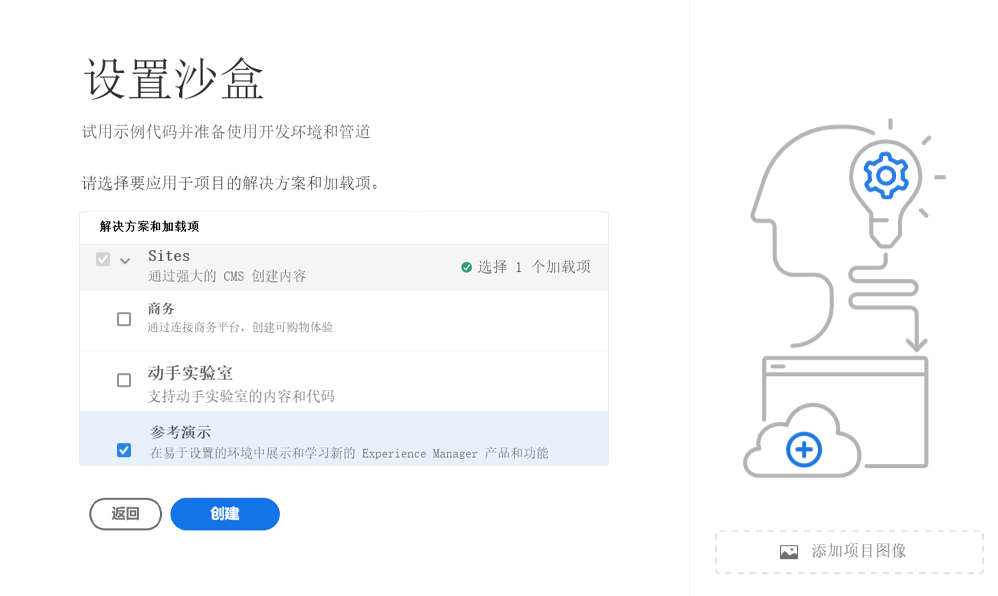 设置沙盒
试用示例代码并准备使用开发环境和管道
请选择要应用于项目的解决方案和加载项。
解决方案和加载项
Sites
通过强大的 CMS 创建内容
选择 1 个加载项
商务
通过连接商务平台，创建可购物体验
动手实验室
支持动手实验室的内容和代码
参考演示
在易于设置的环境中展示和学习新的 Experience Manager 产品和功能
返回
创建
添加项目图像